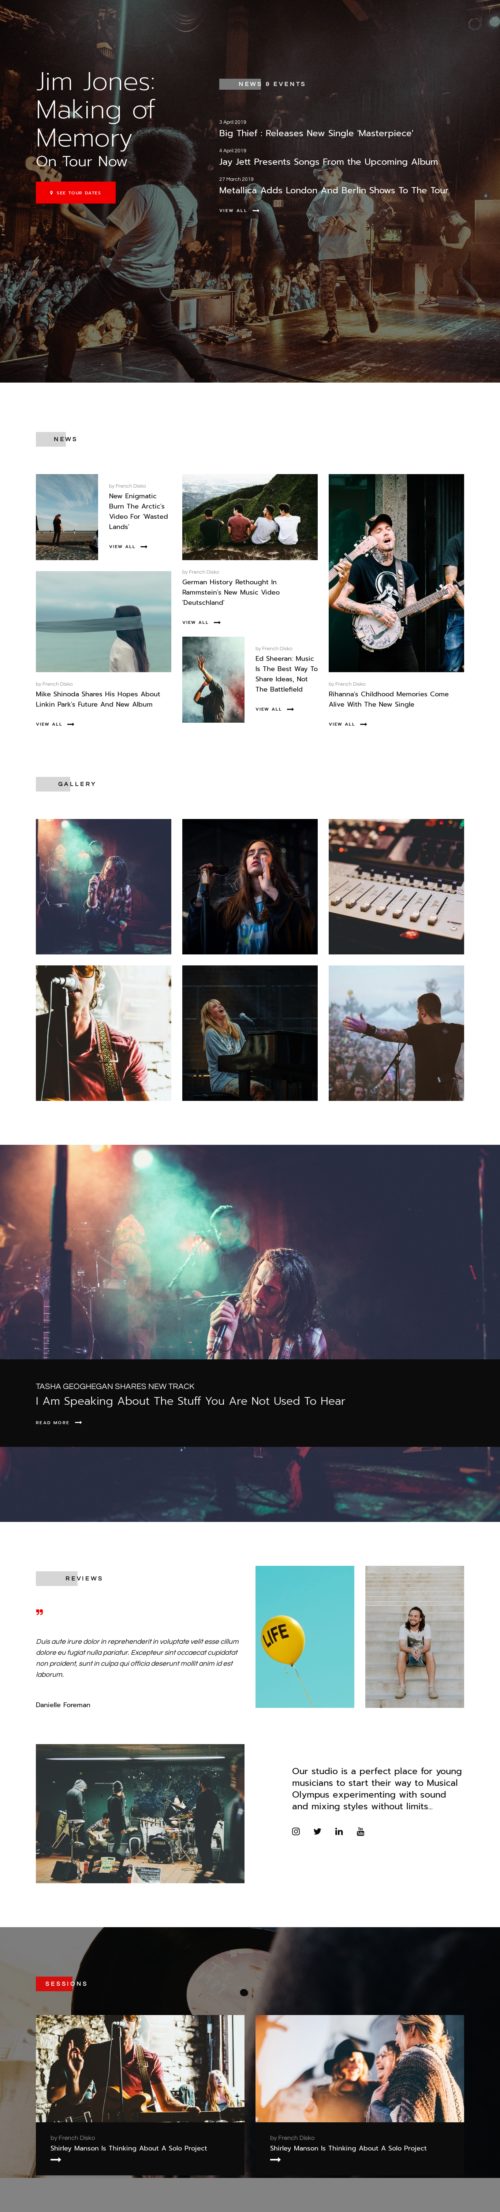 Jim Jones:
Making of
Memory
On Tour Now
SEE TOUR DATES
NEWS & EVENTS
3 April 2019
Big Thief : Releases New Single 'Masterpiece'
4 April 2019
Jay Jett Presents Songs From the Upcoming Album
27 March 2019
Metallica Adds London And Berlin Shows To The Tour
VIEW ALL
NEWS
by French Disko
New Enigmatic
Burn The Arctic's
Video For 'Wasted
Lands'
VIEW ALL
by French Disko
Mike Shinoda Shares His Hopes About
Linkin Park's Future And New Album
VIEW ALL
by French Disko
German History Rethought In
Rammstein's New Music Video
'Deutschland'
VIEW ALL
by French Disko
Ed Sheeran: Music
Is The Best Way To
Share Ideas, Not
The Battlefield
VIEW ALL
by French Disko
Rihanna's Childhood Memories Come
Alive With The New Single
VIEW ALL
GALLERY
TASHA GEOGHEGAN SHARES NEW TRACK
I Am Speaking About The Stuff You Are Not Used To Hear
READ MORE
REVIEWS
Duis aute irure dolor in reprehenderit in voluptate velit esse cillum
dolore eu fugiat nulla pariatur. Excepteur sint occaecat cupidatat
non proident, sunt in culpa qui officia deserunt mollit anim id est
laborum.
Danielle Foreman
LIFE
Our studio is a perfect place for young
musicians to start their way to Musical
Olympus experimenting with sound
and mixing styles without limits...
SESSIONS
by French Disko
Shirley Manson Is Thinking About A Solo Project
by French Disko
Shirley Manson Is Thinking About A Solo Project